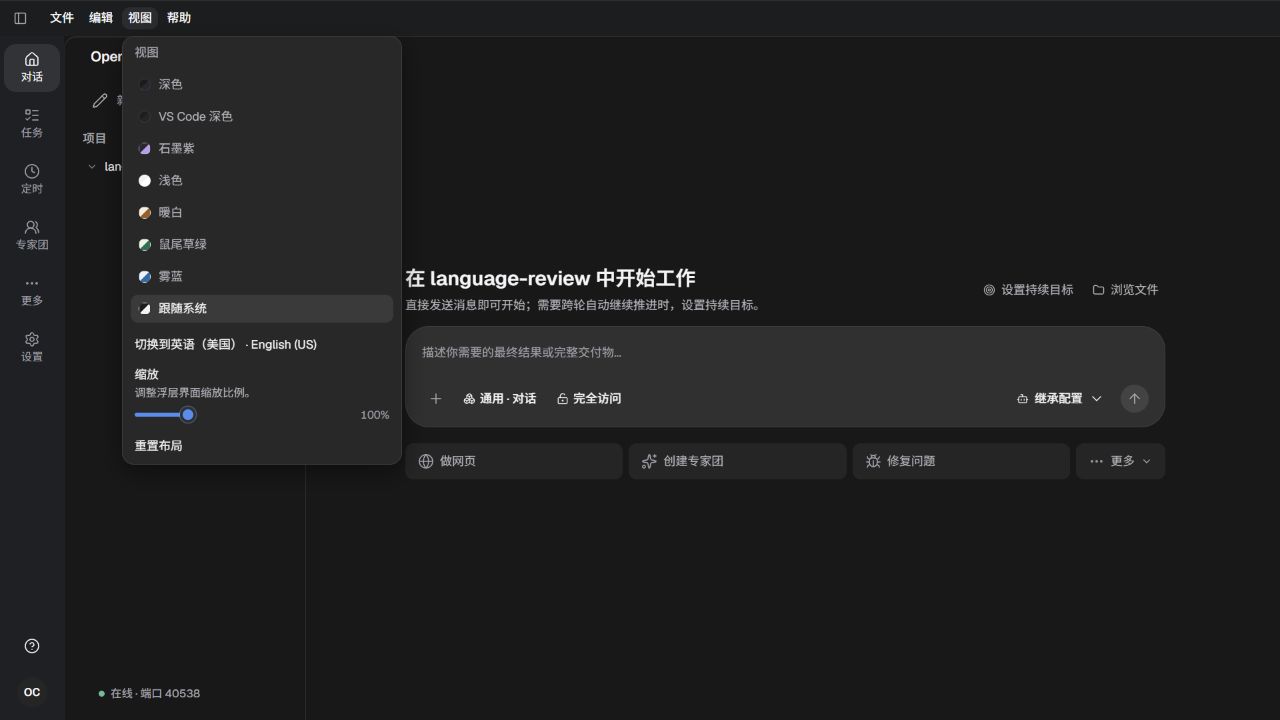 文件 编辑 视图 帮助
对话
任务
定时
专家团
更多
设置
OC
项目
视图
深色
VS Code 深色
石墨紫
浅色
暖白
鼠尾草绿
雾蓝
跟随系统
切换到英语（美国） · English (US)
缩放
调整浮层界面缩放比例。
100%
重置布局
在线 · 端口 40538
在 language-review 中开始工作
直接发送消息即可开始；需要跨轮自动继续推进时，设置持续目标。
设置持续目标 浏览文件
描述你需要的最终结果或完整交付物...
通用 · 对话 完全访问 继承配置
做网页 创建专家团 修复问题 更多